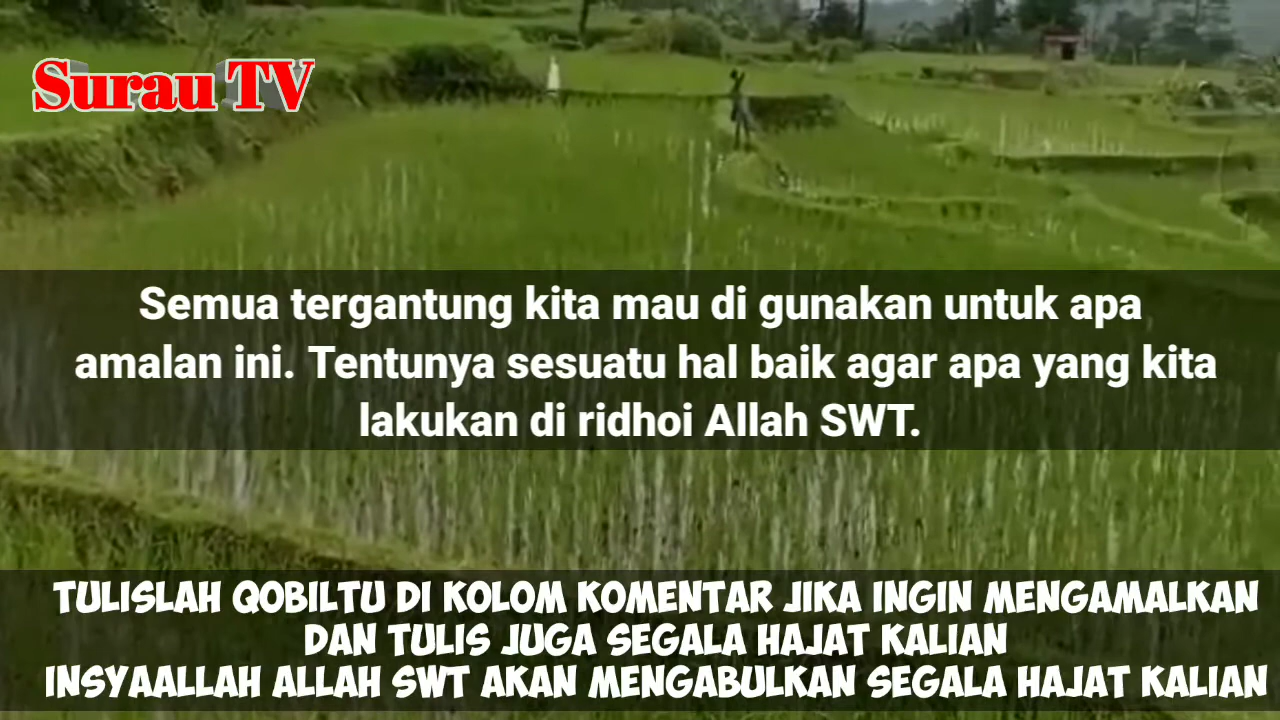 Surau TV
Semua tergantung kita mau di gunakan untuk apa
amalan ini. Tentunya sesuatu hal baik agar apa yang kita
lakukan di ridhoi Allah SWT.
TULISLAH QOBILTU DI KOLOM KOMENTAR JIKA INGIN MENGAMALKAN
DAN TULIS JUGA SEGALA HAJAT KALIAN
INSYAALLAH ALLAH SWT AKAN MENGABULKAN SEGALA HAJAT KALIAN